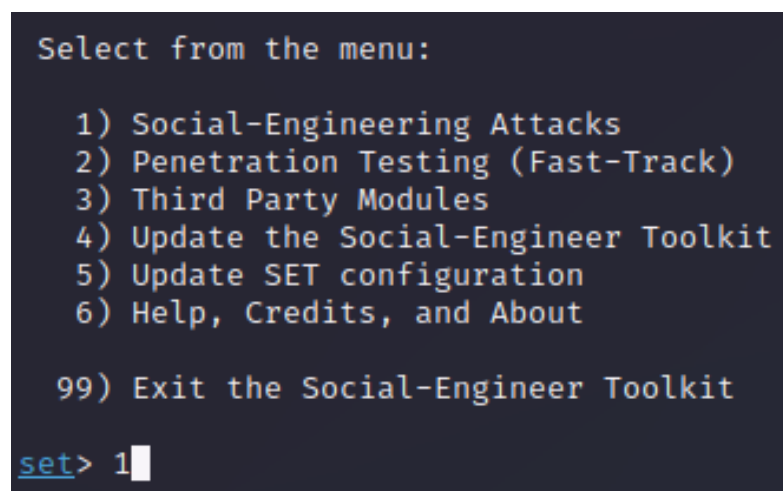 Select from the menu:
1) Social-Engineering Attacks
2) Penetration Testing (Fast-Track)
3) Third Party Modules
4) Update the Social-Engineer Toolkit
5) Update SET configuration
6) Help, Credits, and About
99) Exit the Social-Engineer Toolkit
set> 1